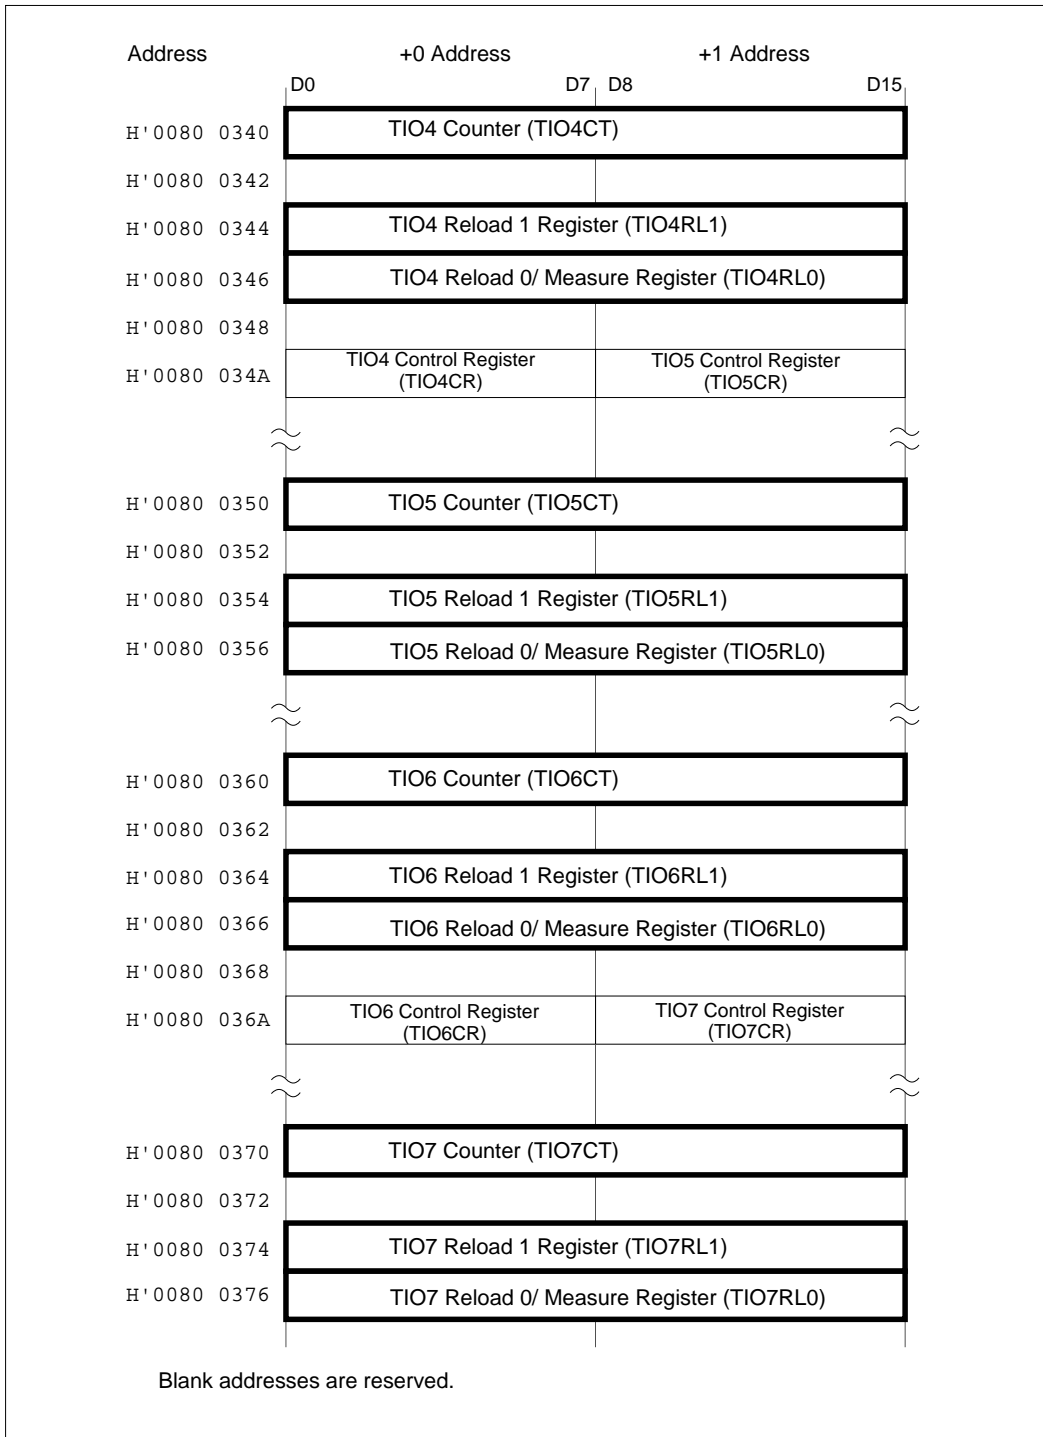 Address +0 Address +1 Address
D0 D7 D8 D15
H'0080 0340 TIO4 Counter (TIO4CT)
H'0080 0342
H'0080 0344 TIO4 Reload 1 Register (TIO4RL1)
H'0080 0346 TIO4 Reload 0/ Measure Register (TIO4RL0)
H'0080 0348
H'0080 034A TIO4 Control Register (TIO4CR) TIO5 Control Register (TIO5CR)
H'0080 0350 TIO5 Counter (TIO5CT)
H'0080 0352
H'0080 0354 TIO5 Reload 1 Register (TIO5RL1)
H'0080 0356 TIO5 Reload 0/ Measure Register (TIO5RL0)
H'0080 0360 TIO6 Counter (TIO6CT)
H'0080 0362
H'0080 0364 TIO6 Reload 1 Register (TIO6RL1)
H'0080 0366 TIO6 Reload 0/ Measure Register (TIO6RL0)
H'0080 0368
H'0080 036A TIO6 Control Register (TIO6CR) TIO7 Control Register (TIO7CR)
H'0080 0370 TIO7 Counter (TIO7CT)
H'0080 0372
H'0080 0374 TIO7 Reload 1 Register (TIO7RL1)
H'0080 0376 TIO7 Reload 0/ Measure Register (TIO7RL0)
Blank addresses are reserved.